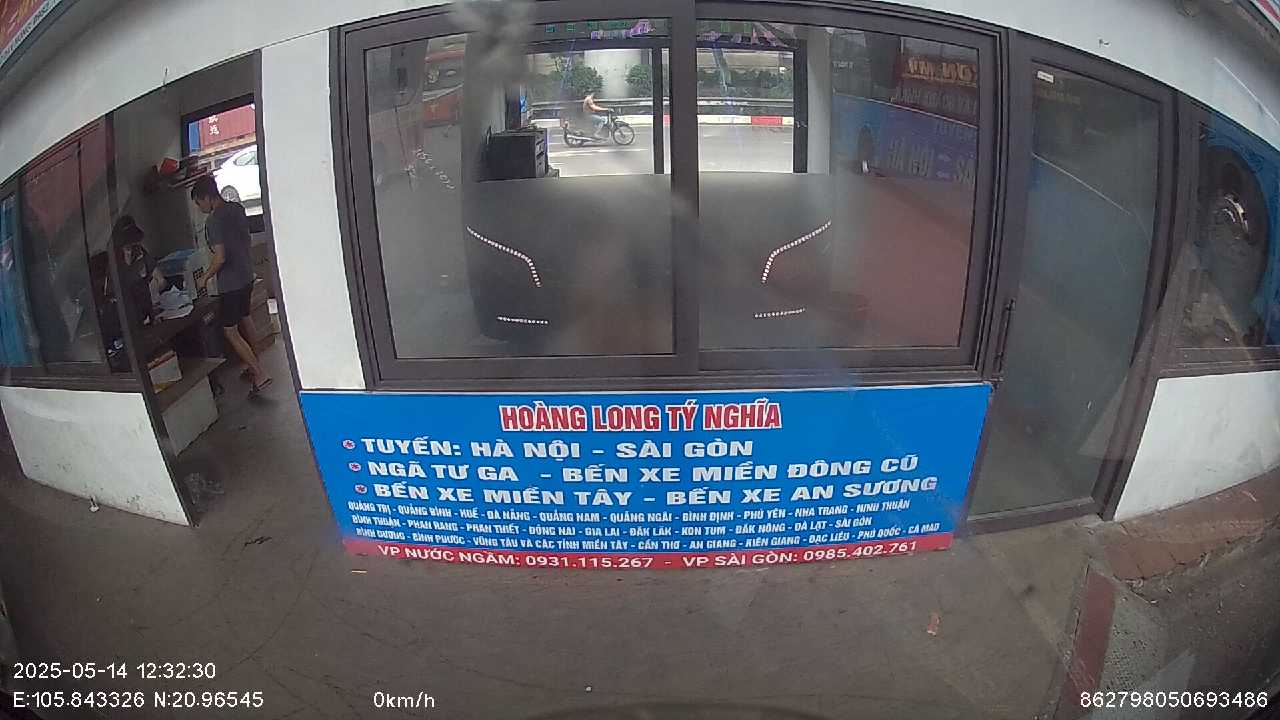 HOÀNG LONG TÝ NGHĨA
TUYẾN: HÀ NỘI - SÀI GÒN
NGÃ TƯ GA - BẾN XE MIỀN ĐÔNG CŨ
BẾN XE MIỀN TÂY - BẾN XE AN SƯƠNG
QUẢNG TRỊ - QUẢNG BÌNH - HUẾ - ĐÀ NẴNG - QUẢNG NAM - QUẢNG NGÃI - BÌNH ĐỊNH - PHÚ YÊN - NHA TRANG - NINH THUẬN
BÌNH THUẬN - PHAN RANG - PHAN THIẾT - ĐỒNG NAI - GIA LAI - ĐĂK LĂK - KON TUM - ĐĂK NÔNG - ĐÀ LẠT - SÀI GÒN
BÌNH DƯƠNG - BÌNH PHƯỚC - VŨNG TÀU VÀ CÁC TỈNH MIỀN TÂY - CẦN THƠ - AN GIANG - KIÊN GIANG - BẠC LIÊU - PHÚ QUỐC - CÀ MAU
VP NƯỚC NGẦM: 0931.115.267 - VP SÀI GÒN: 0985.402.761
2025-05-14 12:32:30
E:105.843326 N:20.96545
0km/h
862798050693486